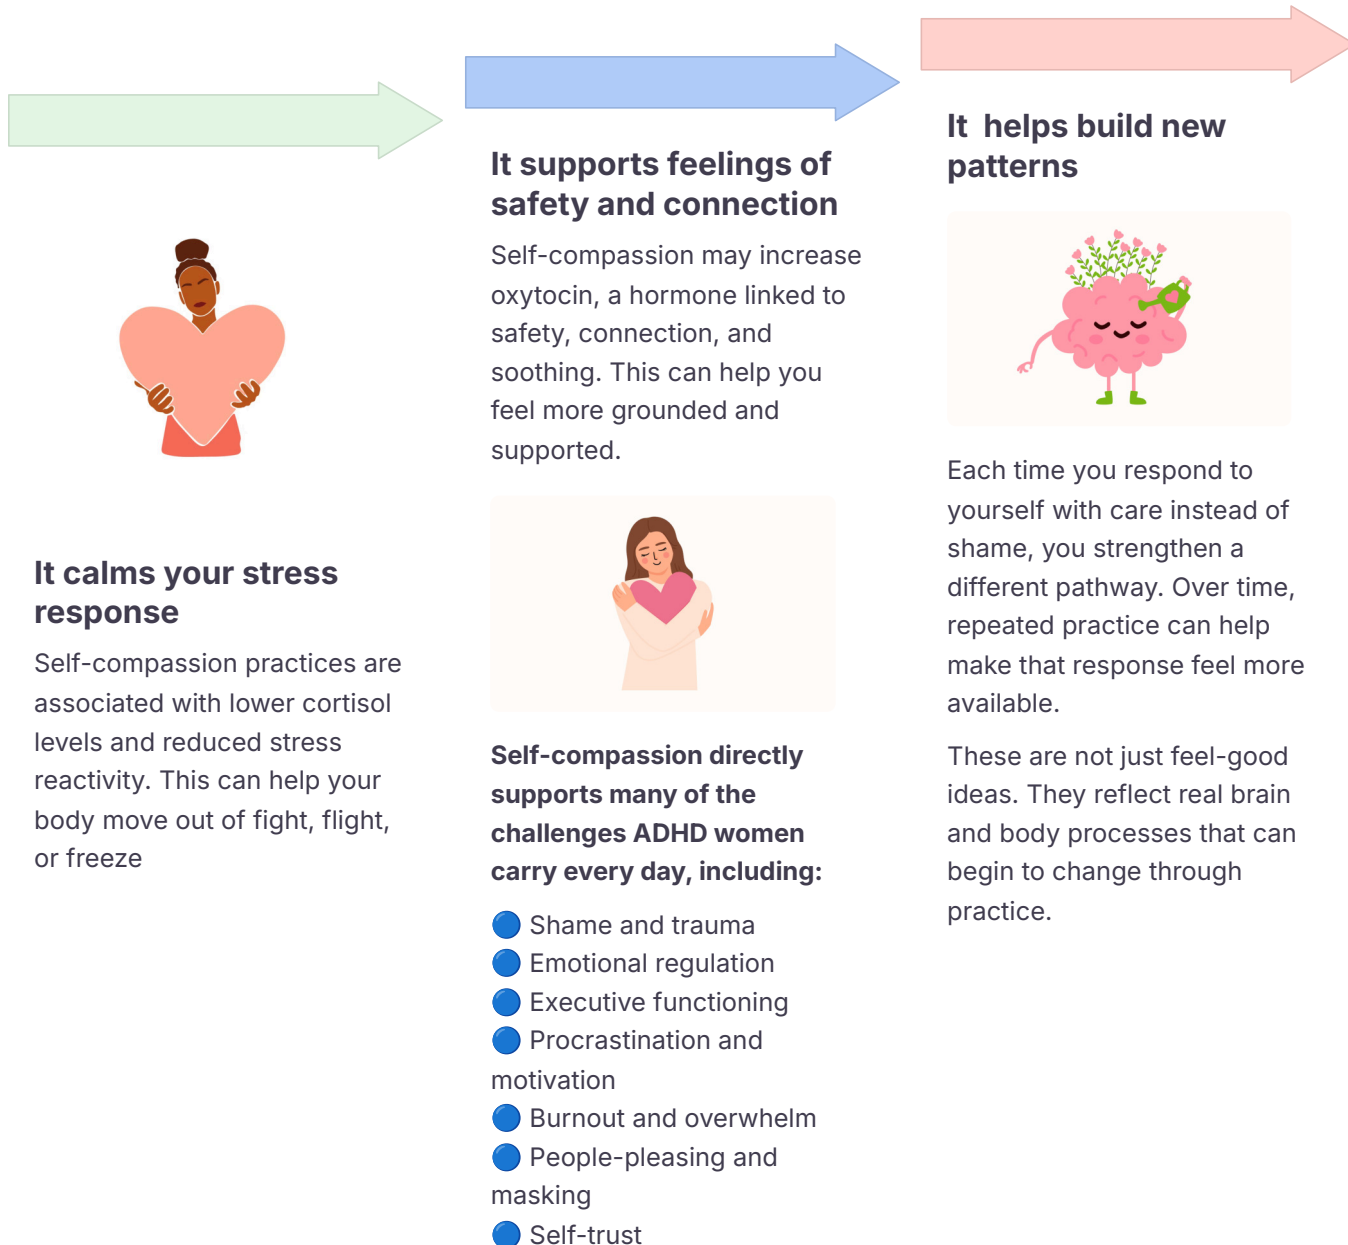 It calms your stress
response
Self-compassion practices are
associated with lower cortisol
levels and reduced stress
reactivity. This can help your
body move out of fight, flight,
or freeze
It supports feelings of
safety and connection
Self-compassion may increase
oxytocin, a hormone linked to
safety, connection, and
soothing. This can help you
feel more grounded and
supported.
Self-compassion directly
supports many of the
challenges ADHD women
carry every day, including:
🔵 Shame and trauma
🔵 Emotional regulation
🔵 Executive functioning
🔵 Procrastination and
motivation
🔵 Burnout and overwhelm
🔵 People-pleasing and
masking
🔵 Self-trust
It  helps build new
patterns
Each time you respond to
yourself with care instead of
shame, you strengthen a
different pathway. Over time,
repeated practice can help
make that response feel more
available.
These are not just feel-good
ideas. They reflect real brain
and body processes that can
begin to change through
practice.